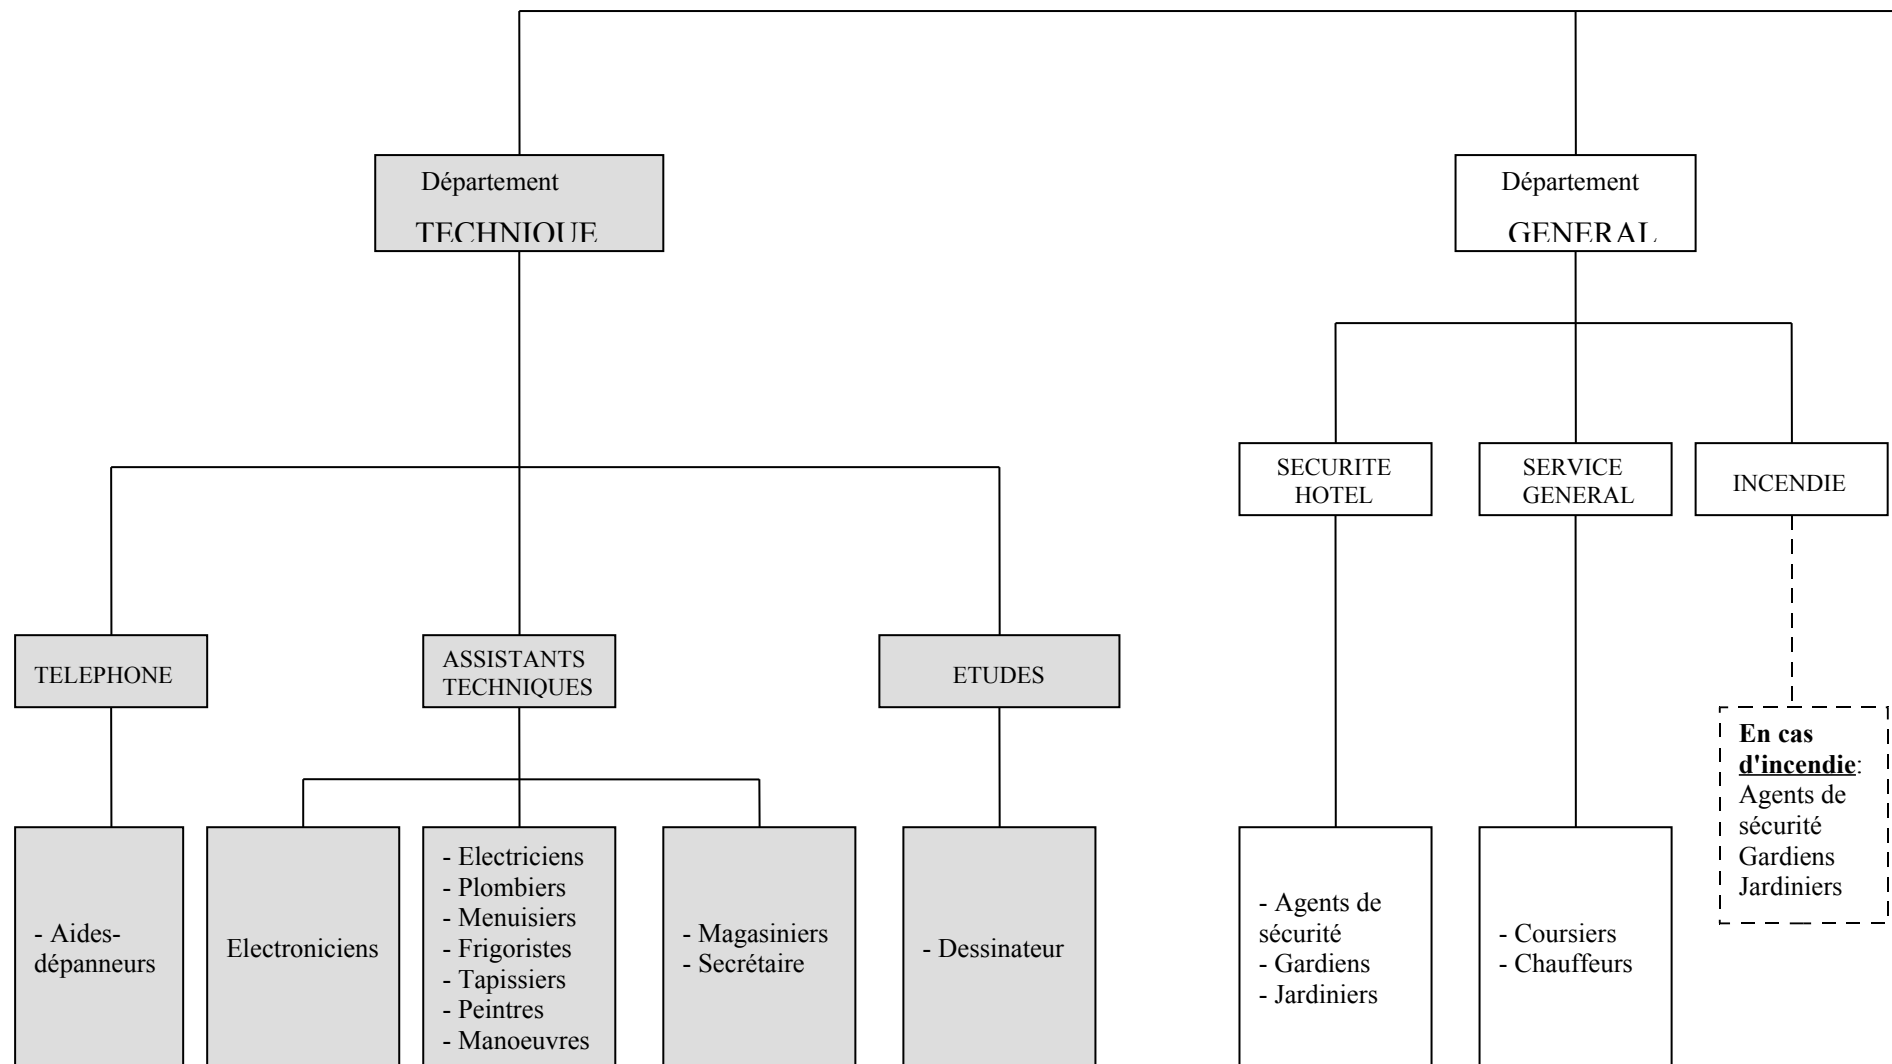 Département
TECHNIQUE
Département
GENERAL
SECURITE
HOTEL
SERVICE
GENERAL
INCENDIE
TELEPHONE
ASSISTANTS
TECHNIQUES
ETUDES
En cas
d'incendie:
Agents de
sécurité
Gardiens
Jardiniers
- Aides-
dépanneurs
Electroniciens
- Electriciens
- Plombiers
- Menuisiers
- Frigoristes
- Tapissiers
- Peintres
- Manoeuvres
- Magasiniers
- Secrétaire
- Dessinateur
- Agents de
sécurité
- Gardiens
- Jardiniers
- Coursiers
- Chauffeurs